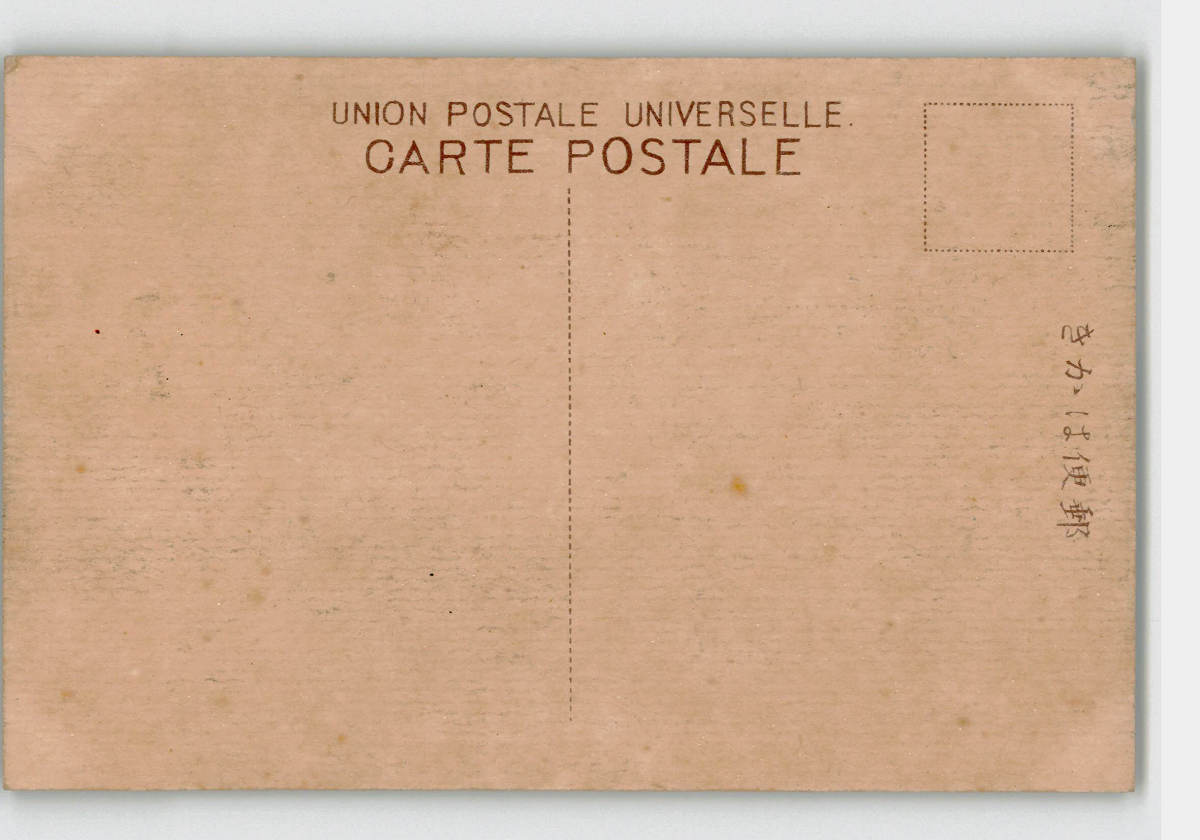 UNION POSTALE UNIVERSELLE.
CARTE POSTALE
きかは便郵